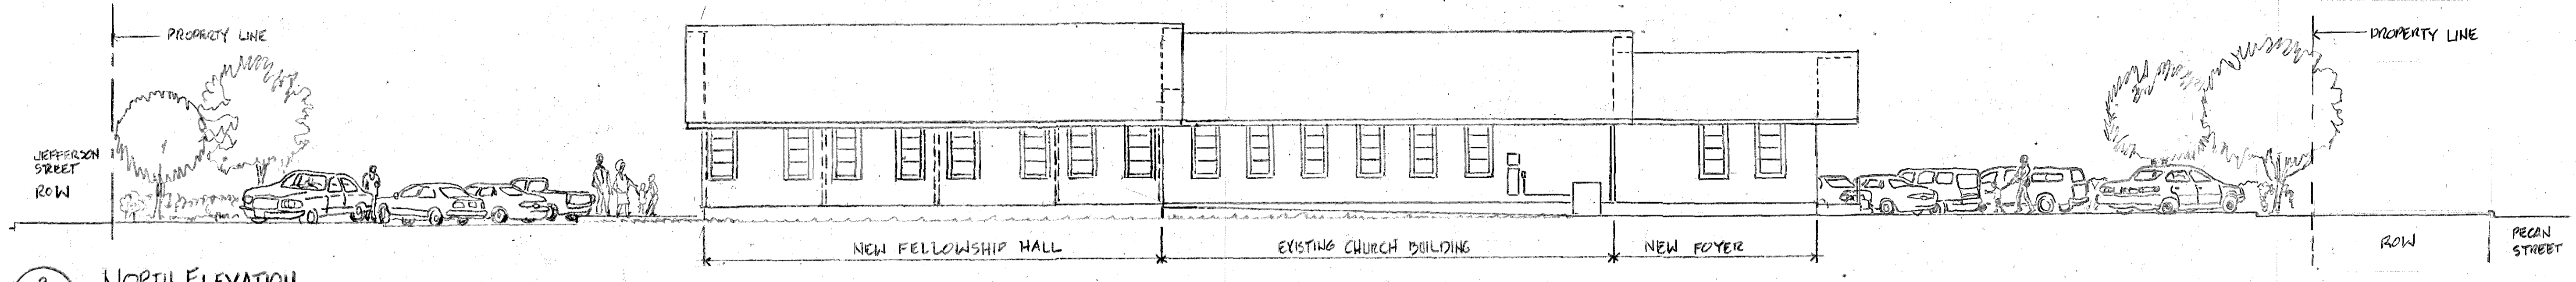 PROPERTY LINE
PROPERTY LINE
JEFFERSON
STREET
ROW
NEW FELLOWSHIP HALL
EXISTING CHURCH BUILDING
NEW FOYER
ROW
PECAN
STREET
NORTH ELEVATION